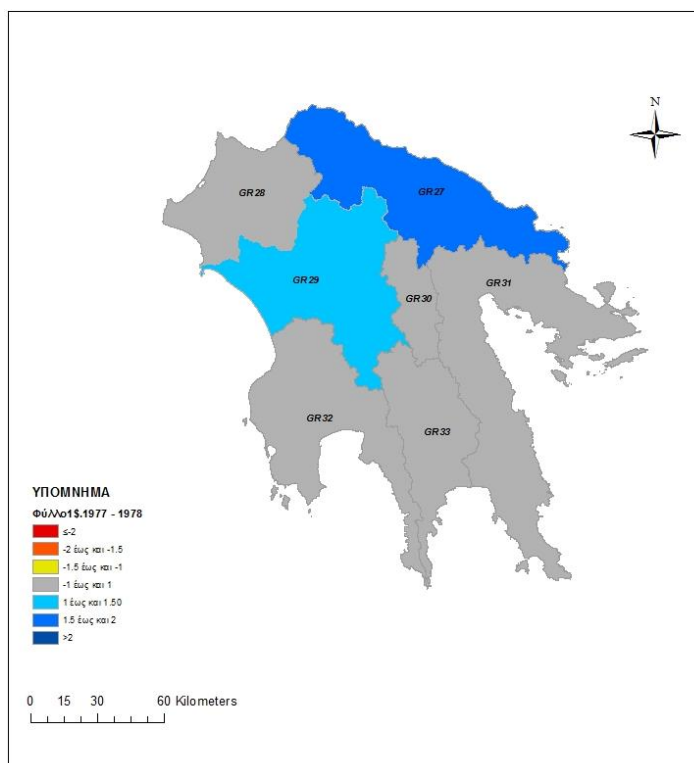 N
GR28
GR27
GR29
GR30
GR31
GR32
GR33
ΥΠΟΜΝΗΜΑ
Φύλλο1$.1977 - 1978
≤-2
-2 έως και -1.5
-1.5 έως και -1
-1 έως και 1
1 έως και 1.50
1.5 έως και 2
>2
0 15 30 60 Kilometers